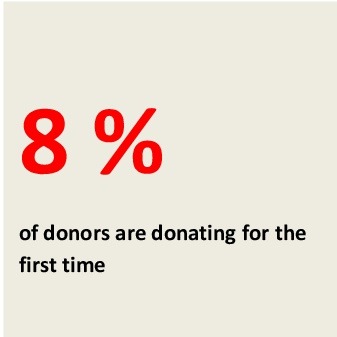 8 %
of donors are donating for the
first time